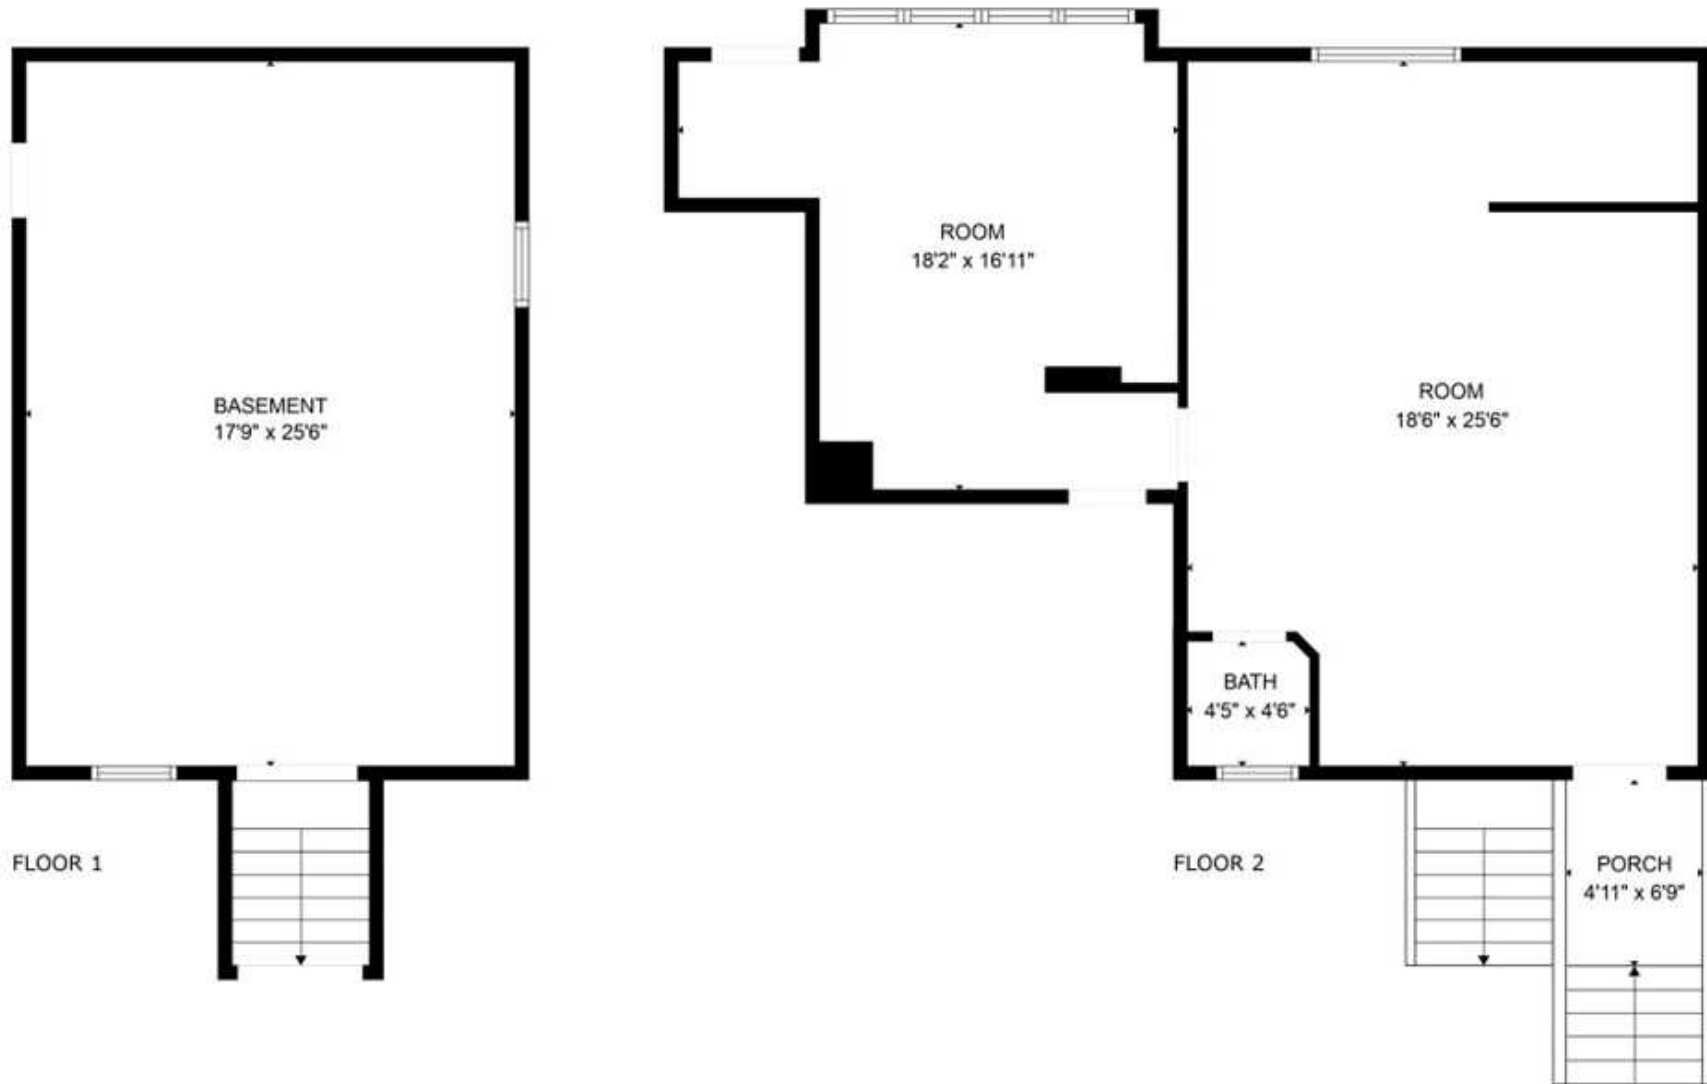 ROOM
18'2" x 16'11"
BASEMENT
17'9" x 25'6"
ROOM
18'6" x 25'6"
BATH
4'5" x 4'6"
FLOOR 1
FLOOR 2
PORCH
4'11" x 6'9"